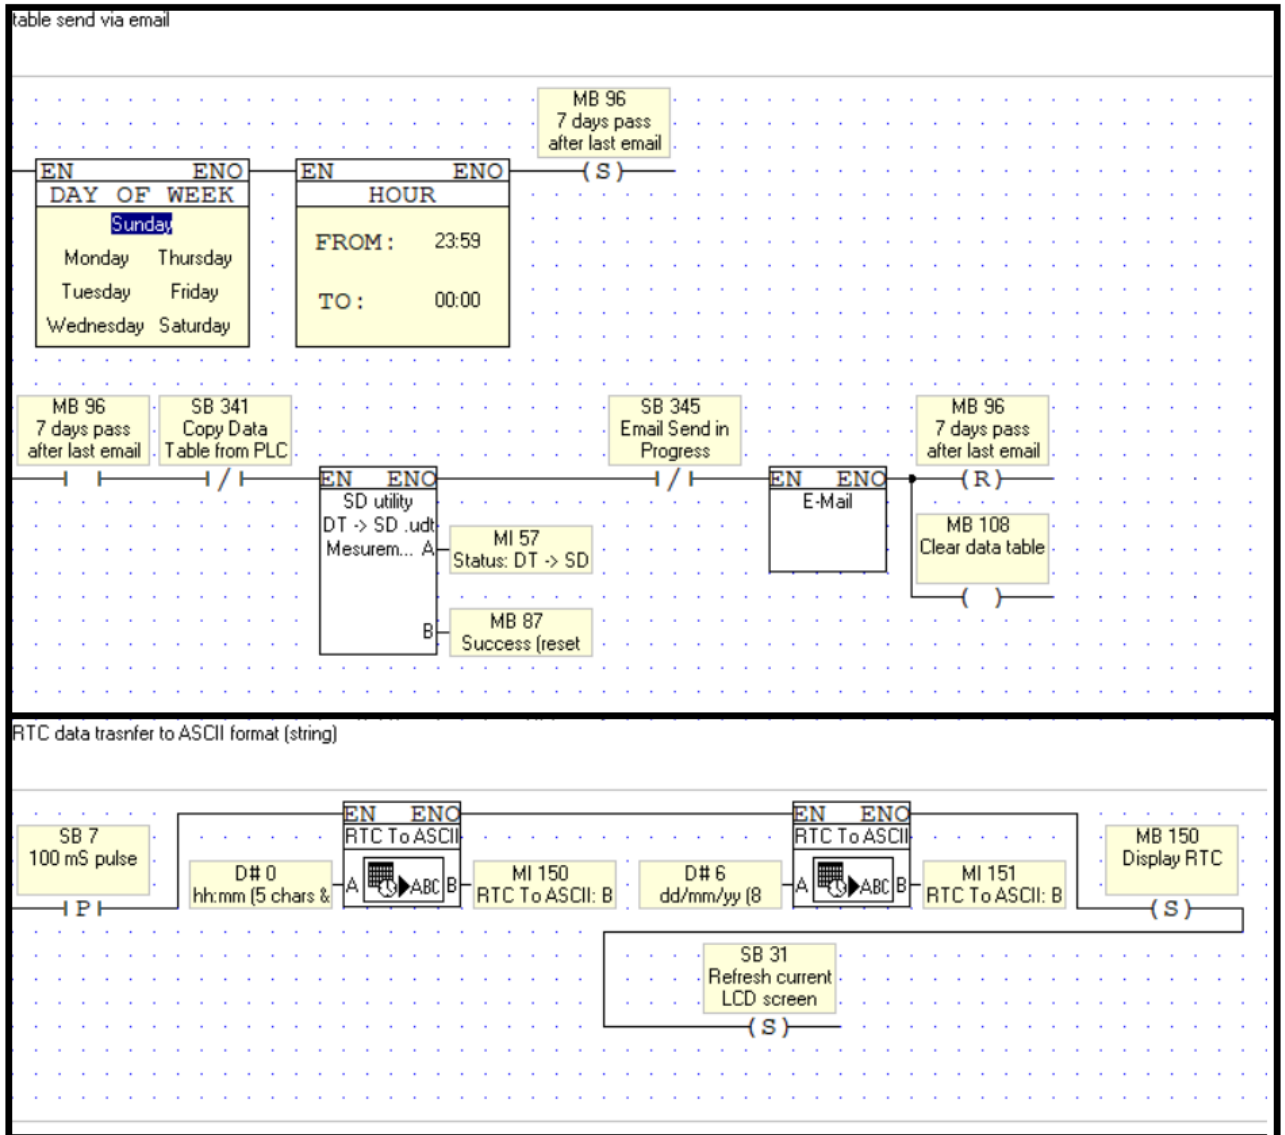 table send via email
MB 96
7 days pass
after last email
(S)
EN ENO
DAY OF WEEK
Sunday
Monday Thursday
Tuesday Friday
Wednesday Saturday
EN ENO
HOUR
FROM: 23:59
TO: 00:00
MB 96
7 days pass
after last email
SB 341
Copy Data
Table from PLC
EN ENO
SD utility
DT -> SD .udt
Mesurem... A
B
MI 57
Status: DT -> SD
MB 87
Success (reset
SB 345
Email Send in
Progress
EN ENO
E-Mail
MB 96
7 days pass
after last email
(R)
MB 108
Clear data table
( )
RTC data trasnfer to ASCII format (string)
SB 7
100 mS pulse
P
D# 0
hh:mm (5 chars &
EN ENO
RTC To ASCII
A ABC B
MI 150
RTC To ASCII: B
D# 6
dd/mm/yy (8
EN ENO
RTC To ASCII
A ABC B
MI 151
RTC To ASCII: B
MB 150
Display RTC
(S)
SB 31
Refresh current
LCD screen
(S)